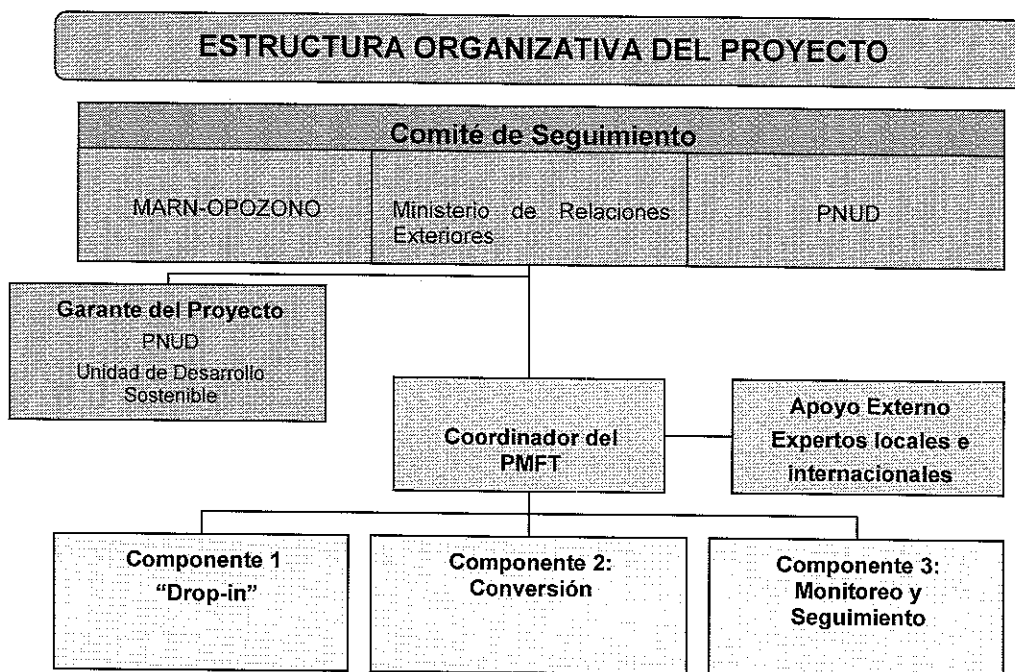 ESTRUCTURA ORGANIZATIVA DEL PROYECTO
Comité de Seguimiento
MARN-OPOZONO
Ministerio de Relaciones
Exteriores
PNUD
Garante del Proyecto
PNUD
Unidad de Desarrollo
Sostenible
Coordinador del
PMFT
Apoyo Externo
Expertos locales e
internacionales
Componente 1
“Drop-in”
Componente 2:
Conversión
Componente 3:
Monitoreo y
Seguimiento